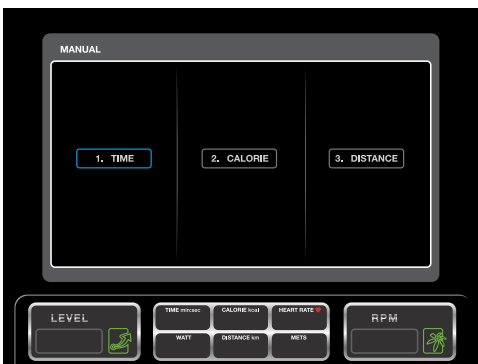 MANUAL
1. TIME
2. CALORIE
3. DISTANCE
LEVEL
TIME min:sec
CALORIE kcal
HEART RATE
WATT
DISTANCE km
METS
RPM